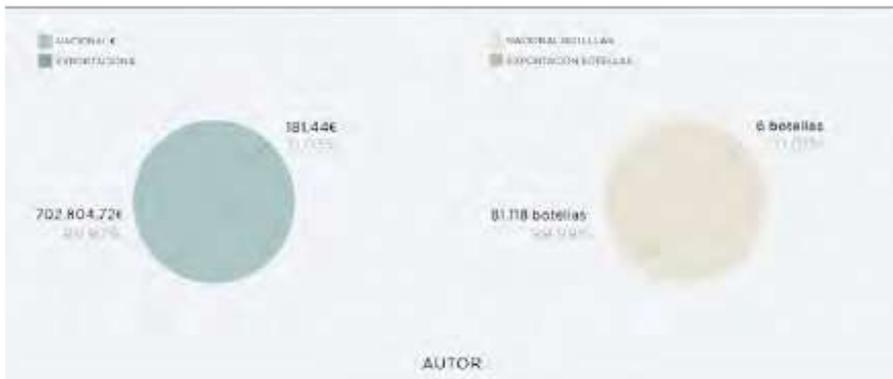 NACIONAL €
EXPORTACIÓN €
181,44€
702.804,72€
NACIONAL BOTELLAS
EXPORTACIÓN BOTELLAS
6 botellas
81.118 botellas
AUTOR